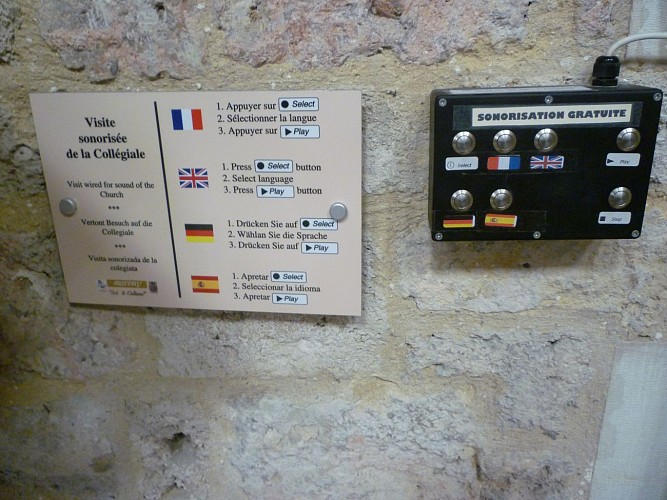 Visite
sonorisée
de la Collégiale
Visit wired for sound of the
Church
***
Vertont Besuch auf die
Collegiale
***
Visita sonorizada de la
colegiata
1. Appuyer sur Select
2. Sélectionner la langue
3. Appuyer sur Play
1. Press Select button
2. Select language
3. Press Play button
1. Drücken Sie auf Select
2. Wählan Sie die Sprache
3. Drücken Sie auf Play
1. Apretar Select
2. Seleccionar la idioma
3. Apretar Play
SONORISATION GRATUITE
Select
Play
Stop